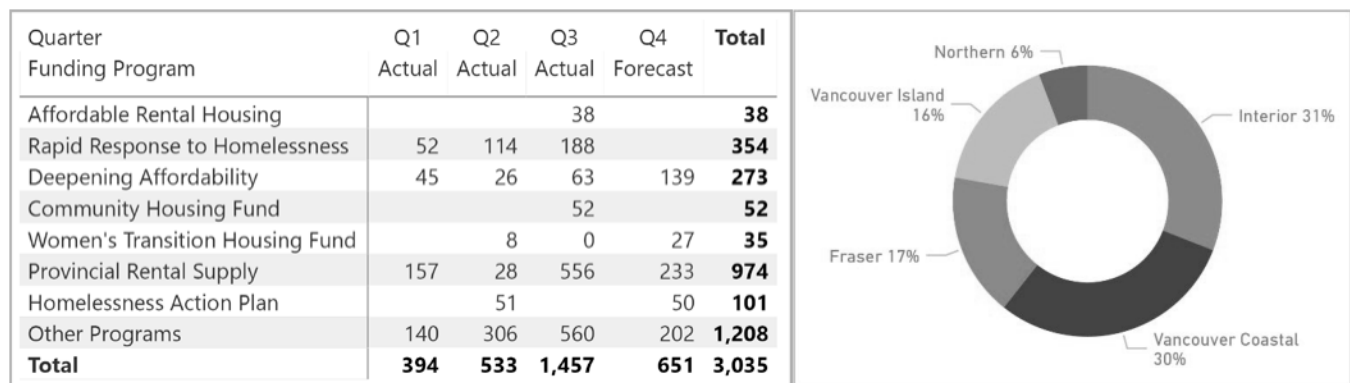 Quarter Q1 Q2 Q3 Q4 Total
Funding Program Actual Actual Actual Forecast
Affordable Rental Housing 38 38
Rapid Response to Homelessness 52 114 188 354
Deepening Affordability 45 26 63 139 273
Community Housing Fund 52 52
Women's Transition Housing Fund 8 0 27 35
Provincial Rental Supply 157 28 556 233 974
Homelessness Action Plan 51 50 101
Other Programs 140 306 560 202 1,208
Total 394 533 1,457 651 3,035
Northern 6%
Vancouver Island
16%
Interior 31%
Fraser 17%
Vancouver Coastal
30%